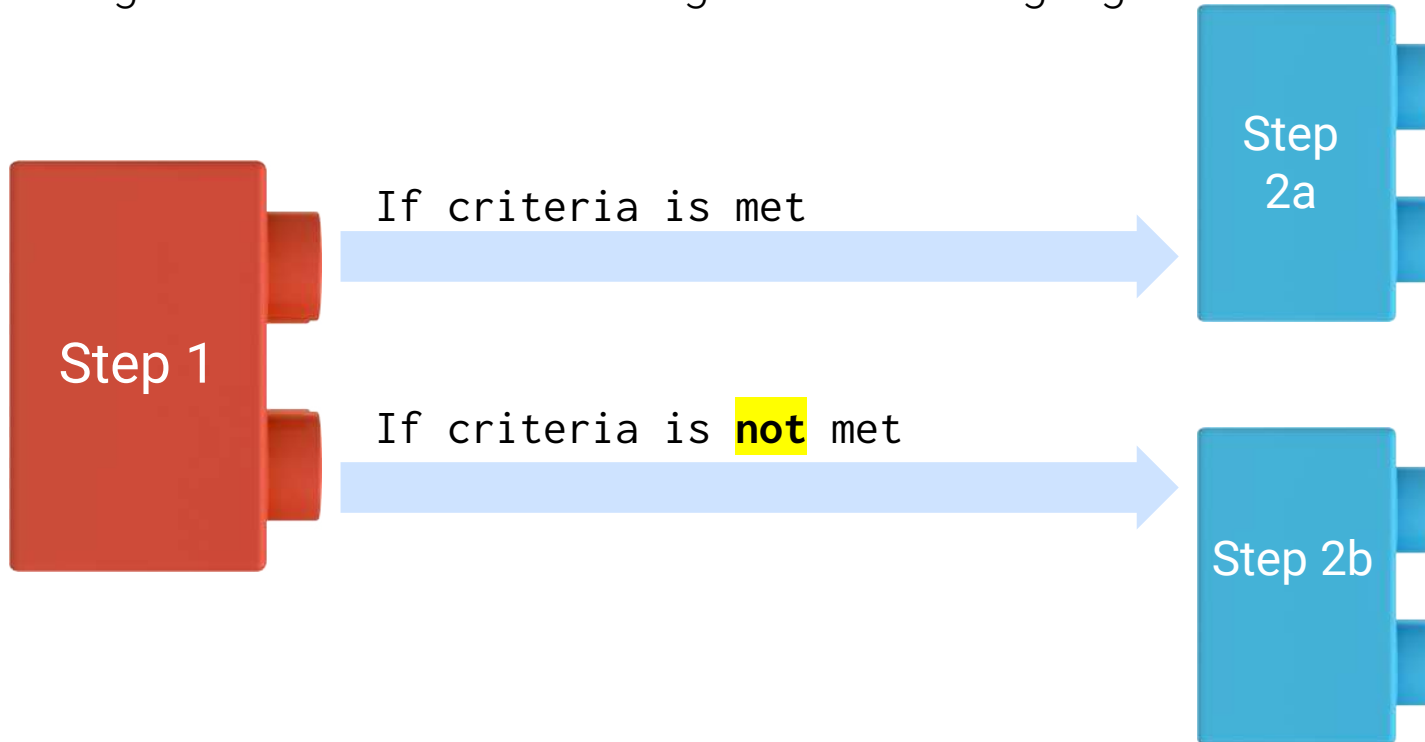 Step 1
If criteria is met
If criteria is not met
Step
2a
Step 2b